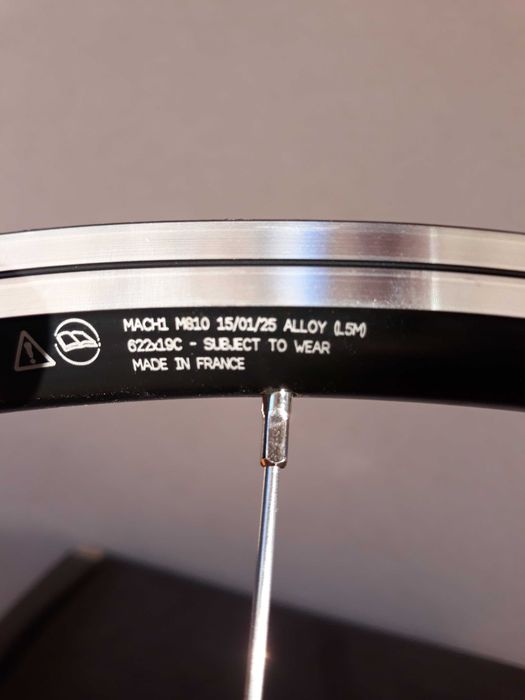 MACH1 M810 15/01/25 ALLOY (L5M)
622x19C - SUBJECT TO WEAR
MADE IN FRANCE